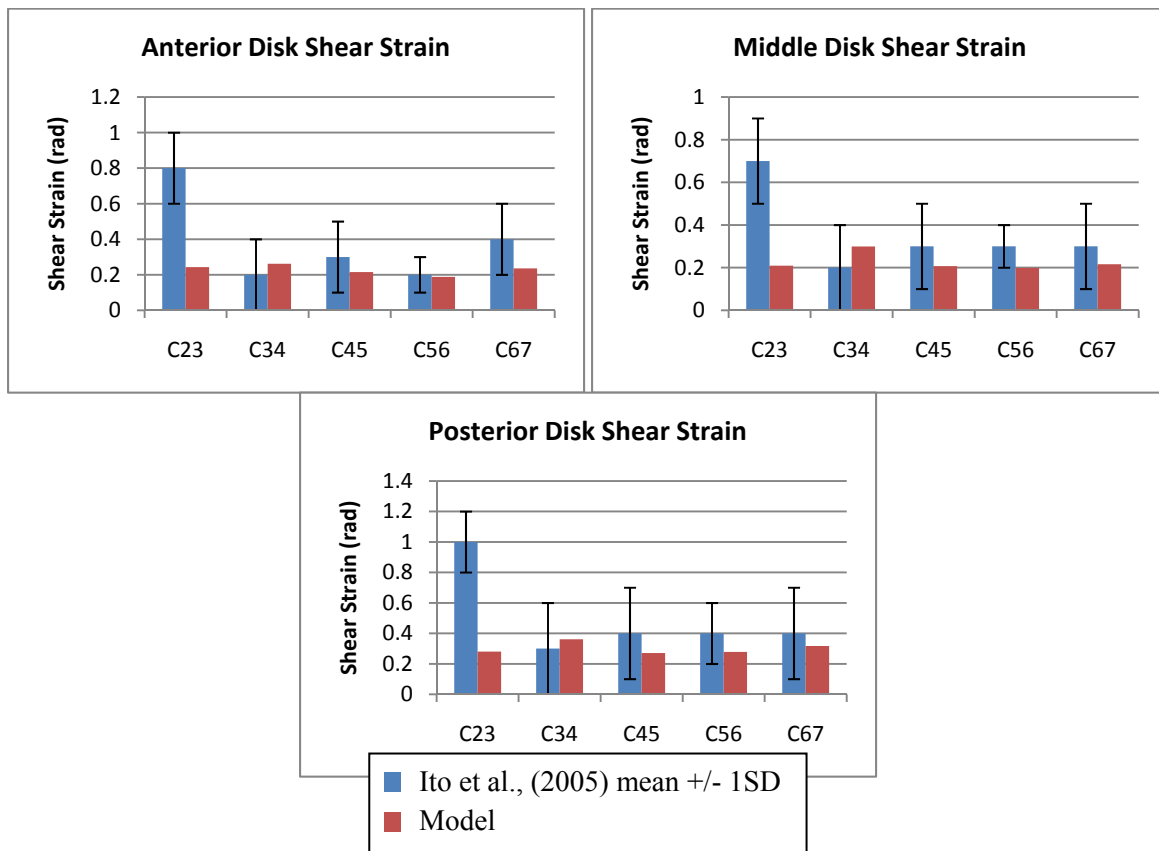 Anterior Disk Shear Strain
Shear Strain (rad)
1.2
1
0.8
0.6
0.4
0.2
0
C23 C34 C45 C56 C67
Middle Disk Shear Strain
Shear Strain (rad)
1
0.8
0.6
0.4
0.2
0
C23 C34 C45 C56 C67
Posterior Disk Shear Strain
Shear Strain (rad)
1.4
1.2
1
0.8
0.6
0.4
0.2
0
C23 C34 C45 C56 C67
Ito et al., (2005) mean +/- 1SD
Model